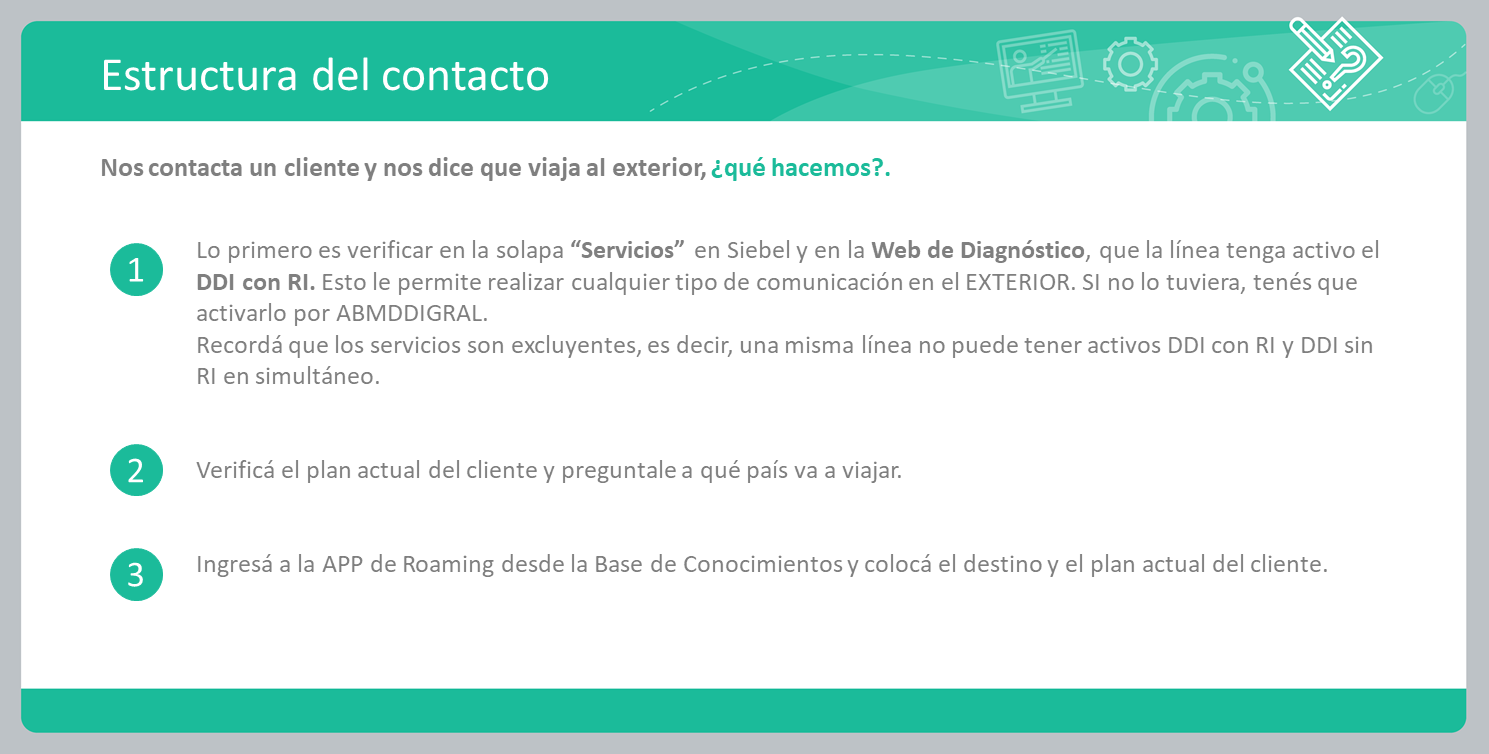 Estructura del contacto
Nos contacta un cliente y nos dice que viaja al exterior, ¿qué hacemos?.
1
Lo primero es verificar en la solapa “Servicios” en Siebel y en la Web de Diagnóstico, que la línea tenga activo el
DDI con RI. Esto le permite realizar cualquier tipo de comunicación en el EXTERIOR. SI no lo tuviera, tenés que
activarlo por ABMDDIGRAL.
Recordá que los servicios son excluyentes, es decir, una misma línea no puede tener activos DDI con RI y DDI sin
RI en simultáneo.
2
Verificá el plan actual del cliente y preguntale a qué país va a viajar.
3
Ingresá a la APP de Roaming desde la Base de Conocimientos y colocá el destino y el plan actual del cliente.